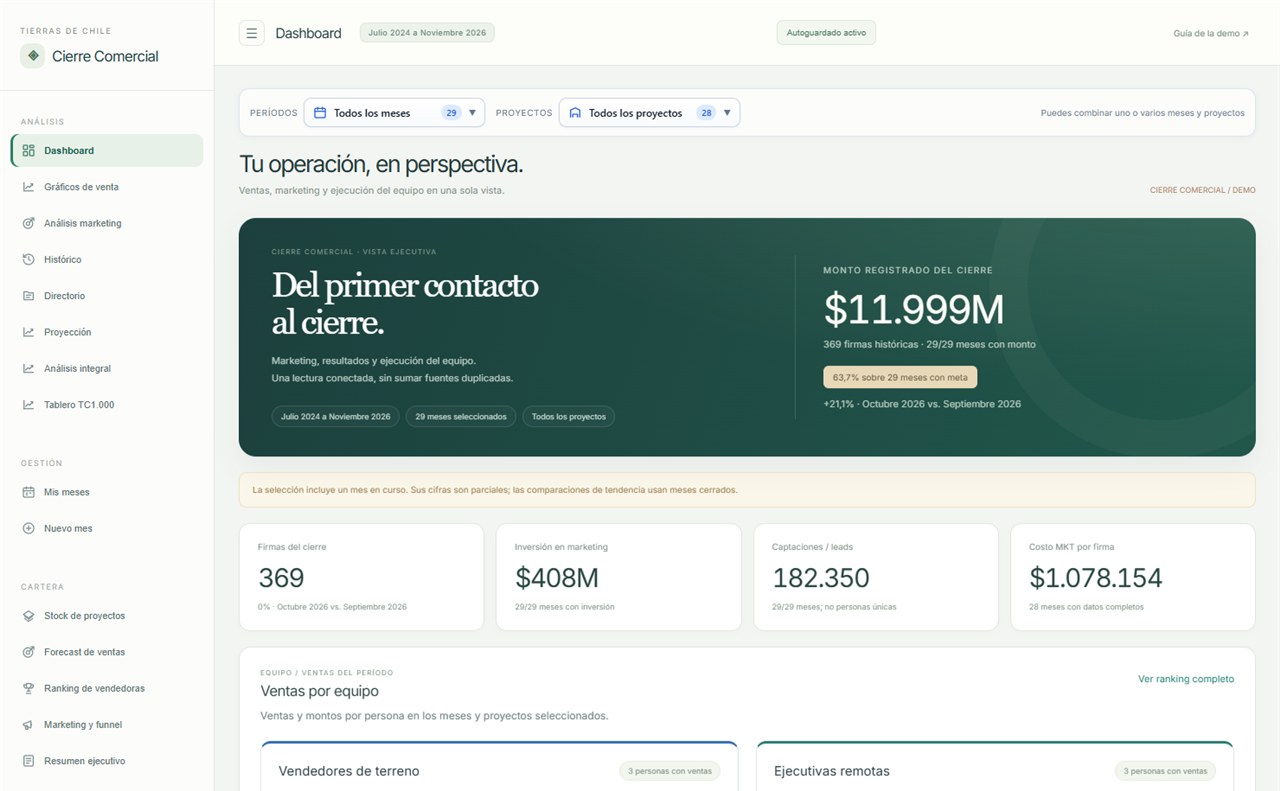 TIERRAS DE CHILE
Cierre Comercial
ANÁLISIS
Dashboard
Gráficos de venta
Análisis marketing
Histórico
Directorio
Proyección
Análisis integral
Tablero TC1.000
GESTIÓN
Mis meses
Nuevo mes
CARTERA
Stock de proyectos
Forecast de ventas
Ranking de vendedoras
Marketing y funnel
Resumen ejecutivo
Dashboard
Julio 2024 a Noviembre 2026
Autoguardado activo
Guía de la demo ↗
PERÍODOS
Todos los meses 29 ▼
PROYECTOS
Todos los proyectos 28 ▼
Puedes combinar uno o varios meses y proyectos
Tu operación, en perspectiva.
Ventas, marketing y ejecución del equipo en una sola vista.
CIERRE COMERCIAL / DEMO
CIERRE COMERCIAL · VISTA EJECUTIVA
Del primer contacto
al cierre.
Marketing, resultados y ejecución del equipo.
Una lectura conectada, sin sumar fuentes duplicadas.
Julio 2024 a Noviembre 2026
29 meses seleccionados
Todos los proyectos
MONTO REGISTRADO DEL CIERRE
$11.999M
369 firmas históricas · 29/29 meses con monto
63,7% sobre 29 meses con meta
+21,1% · Octubre 2026 vs. Septiembre 2026
La selección incluye un mes en curso. Sus cifras son parciales; las comparaciones de tendencia usan meses cerrados.
Firmas del cierre
369
0% · Octubre 2026 vs. Septiembre 2026
Inversión en marketing
$408M
29/29 meses con inversión
Captaciones / leads
182.350
29/29 meses; no personas únicas
Costo MKT por firma
$1.078.154
28 meses con datos completos
EQUIPO / VENTAS DEL PERÍODO
Ventas por equipo
Ver ranking completo
Ventas y montos por persona en los meses y proyectos seleccionados.
Vendedores de terreno
3 personas con ventas
Ejecutivas remotas
3 personas con ventas